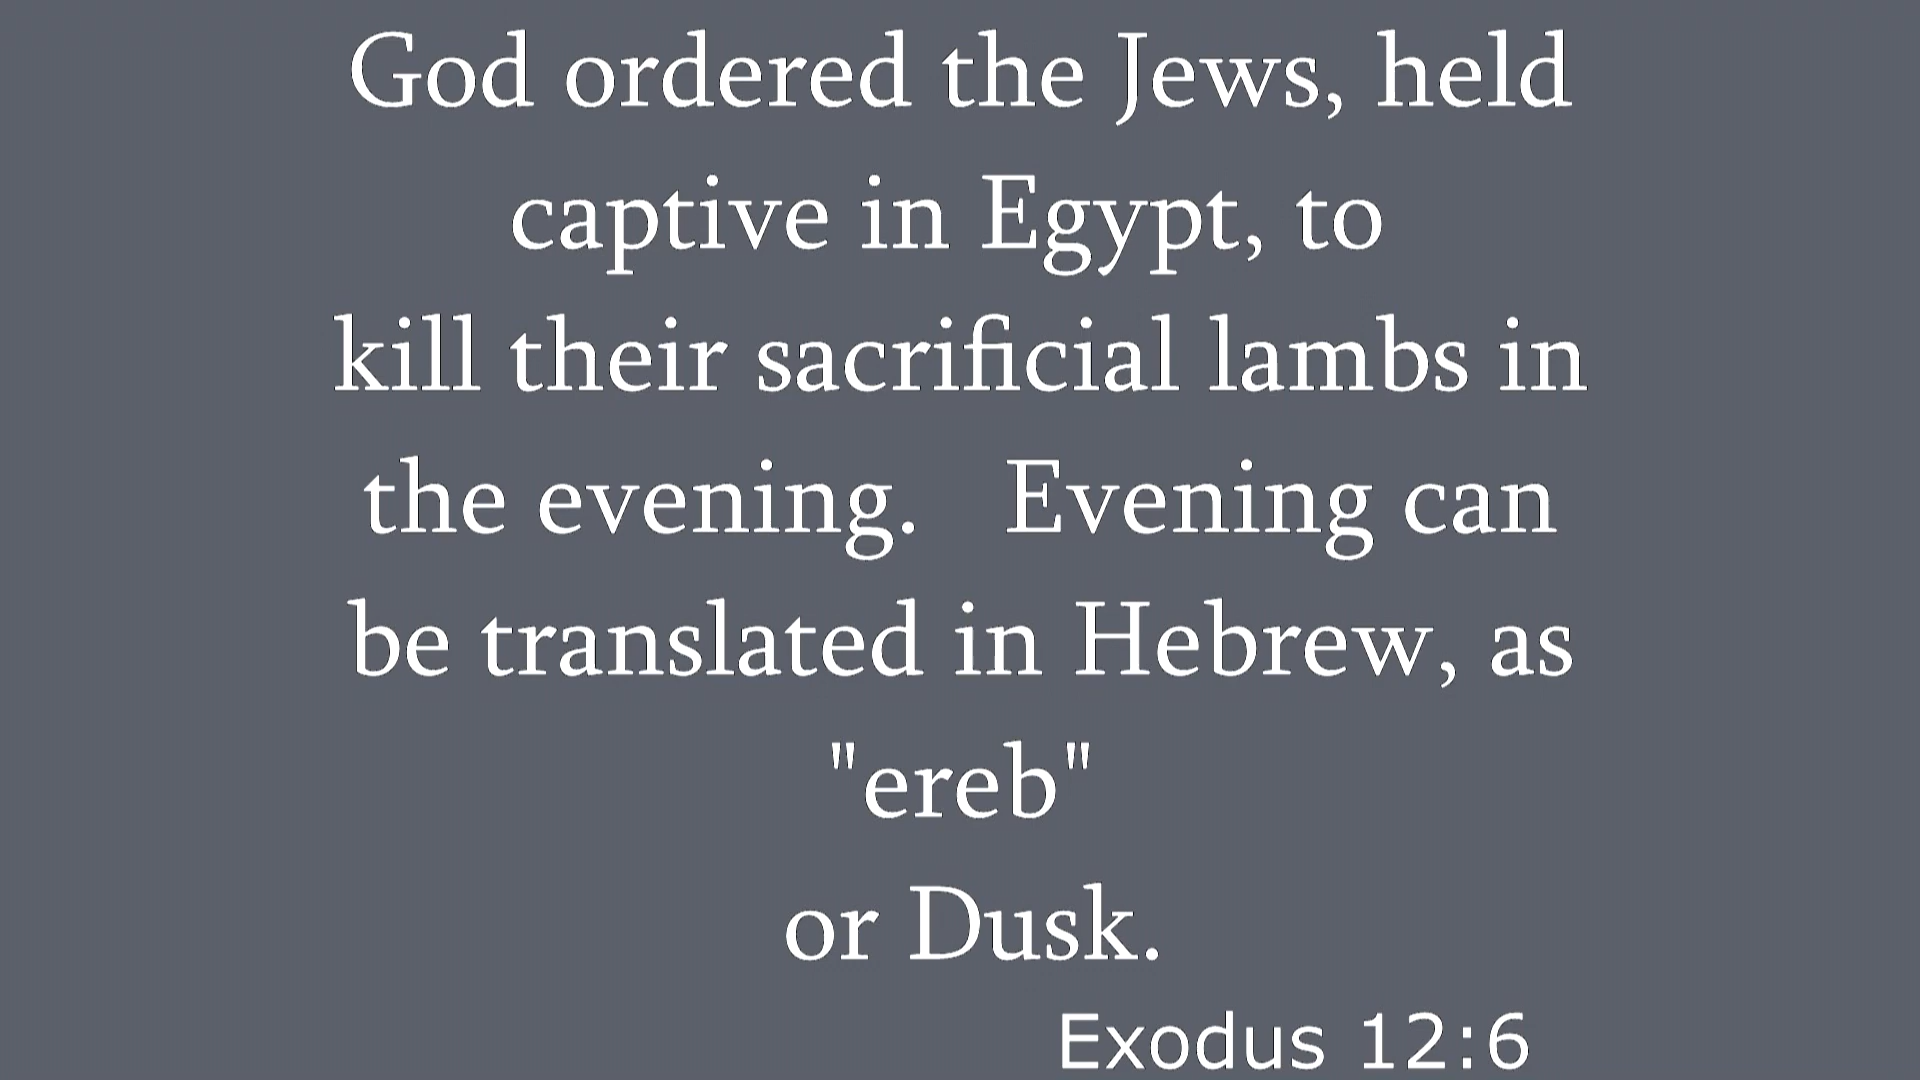 God ordered the Jews, held
captive in Egypt, to
kill their sacrificial lambs in
the evening.   Evening can
be translated in Hebrew, as
"ereb"
or Dusk.
Exodus 12:6